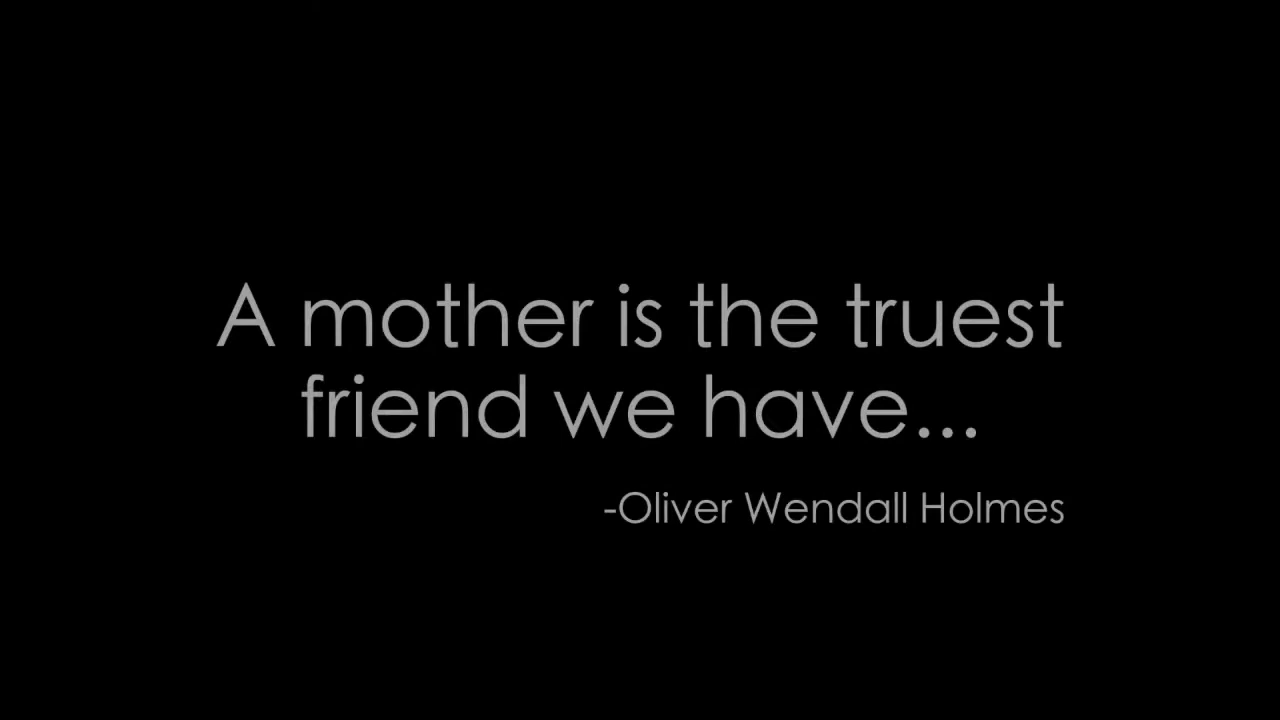 A mother is the truest
friend we have...
-Oliver Wendall Holmes